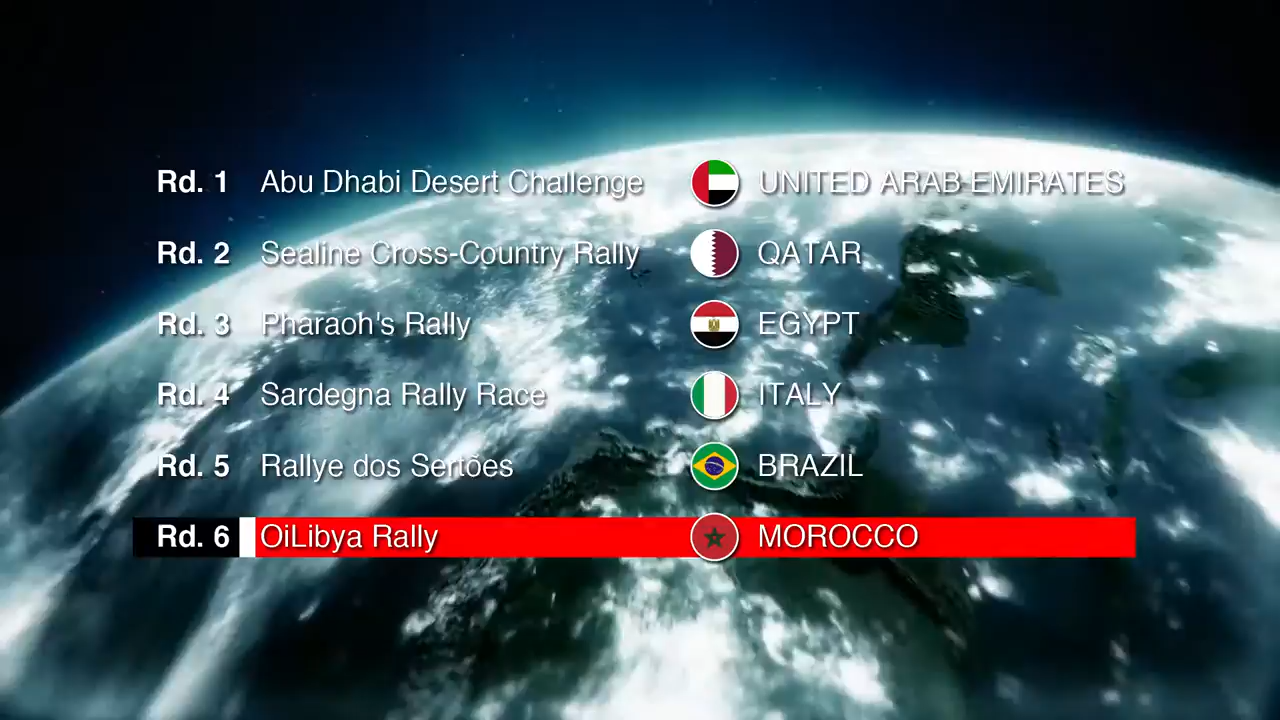 Rd. 1 Abu Dhabi Desert Challenge UNITED ARAB EMIRATES
Rd. 2 Sealine Cross-Country Rally QATAR
Rd. 3 Pharaoh's Rally EGYPT
Rd. 4 Sardegna Rally Race ITALY
Rd. 5 Rallye dos Sertões BRAZIL
Rd. 6 OiLibya Rally MOROCCO